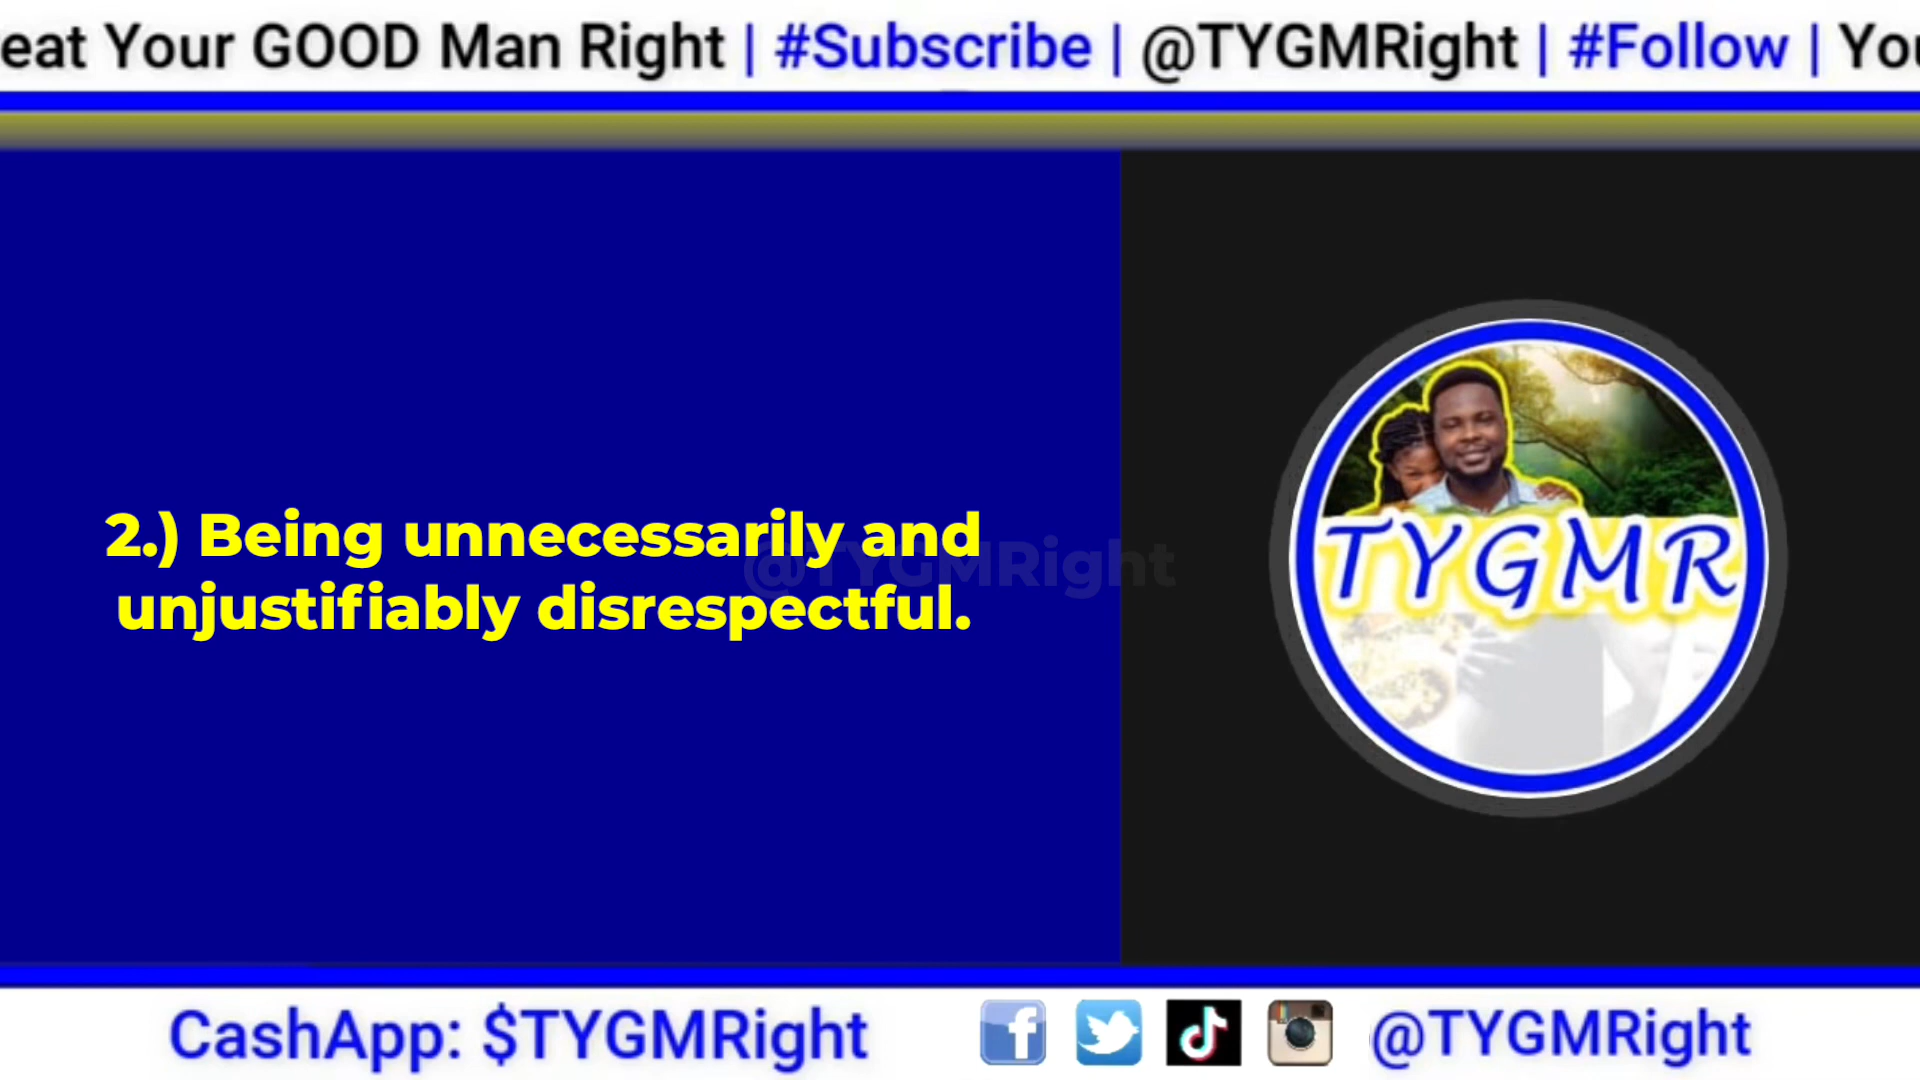 eat Your GOOD Man Right | #Subscribe | @TYGMRight | #Follow | You
2.) Being unnecessarily and
unjustifiably disrespectful.
@TYGMRight
TYGMR
CashApp: $TYGMRight
@TYGMRight